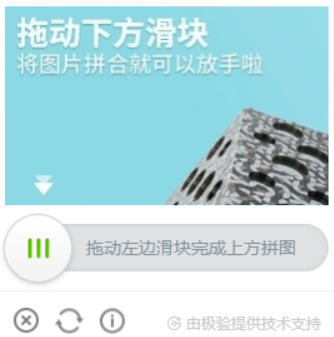 拖动下方滑块
将图片拼合就可以放手啦
拖动左边滑块完成上方拼图
由极验提供技术支持